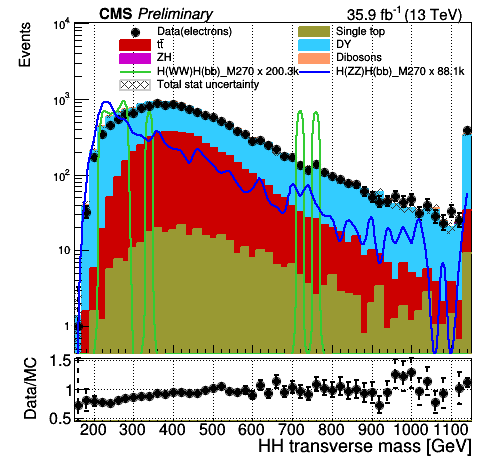 CMS Preliminary 35.9 fb⁻¹ (13 TeV)
Events
Data(electrons)
Single top
tt̄
DY
ZH
Dibosons
H(WW)H(bb)_M270 x 200.3k
H(ZZ)H(bb)_M270 x 88.1k
Total stat uncertainty
10⁴
10³
10²
10
1
Data/MC
1.5
1
0.5
200 300 400 500 600 700 800 900 1000 1100
HH transverse mass [GeV]